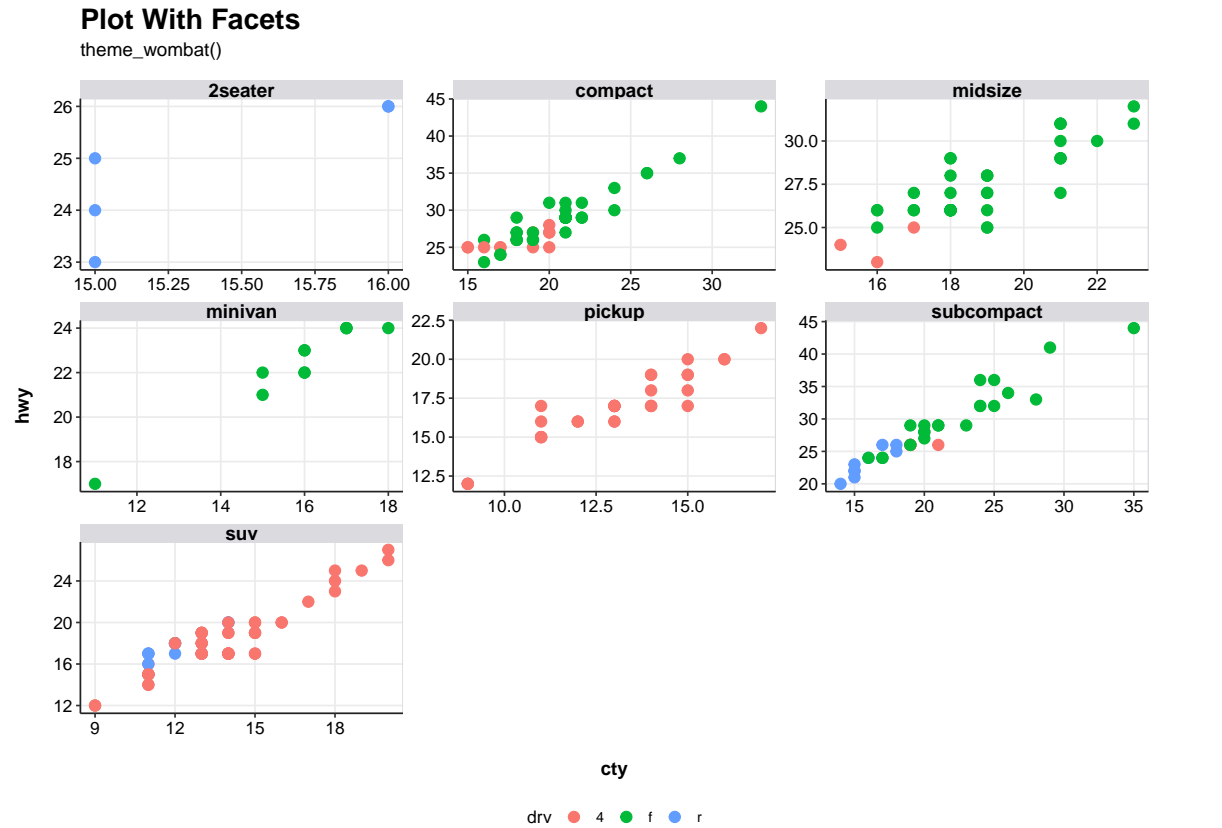 Plot With Facets
theme_wombat()
2seater compact midsize
26 25 24 23
15.00 15.25 15.50 15.75 16.00
45 40 35 30 25
15 20 25 30
30.0 27.5 25.0
16 18 20 22
minivan pickup subcompact
24 22 20 18
12 14 16 18
22.5 20.0 17.5 15.0 12.5
10.0 12.5 15.0
45 40 35 30 25 20
15 20 25 30 35
hwy
suv
24 20 16 12
9 12 15 18
cty
drv 4 f r